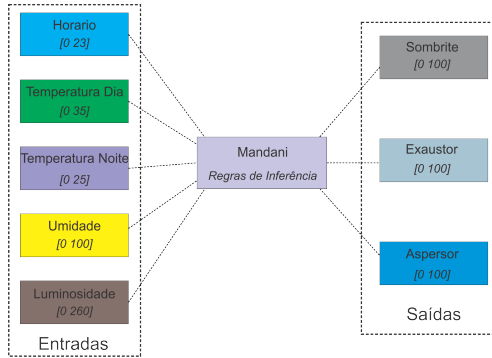 Horario
[0 23]
Temperatura Dia
[0 35]
Temperatura Noite
[0 25]
Umidade
[0 100]
Luminosidade
[0 260]
Entradas
Mandani
Regras de Inferência
Sombrite
[0 100]
Exaustor
[0 100]
Aspersor
[0 100]
Saídas